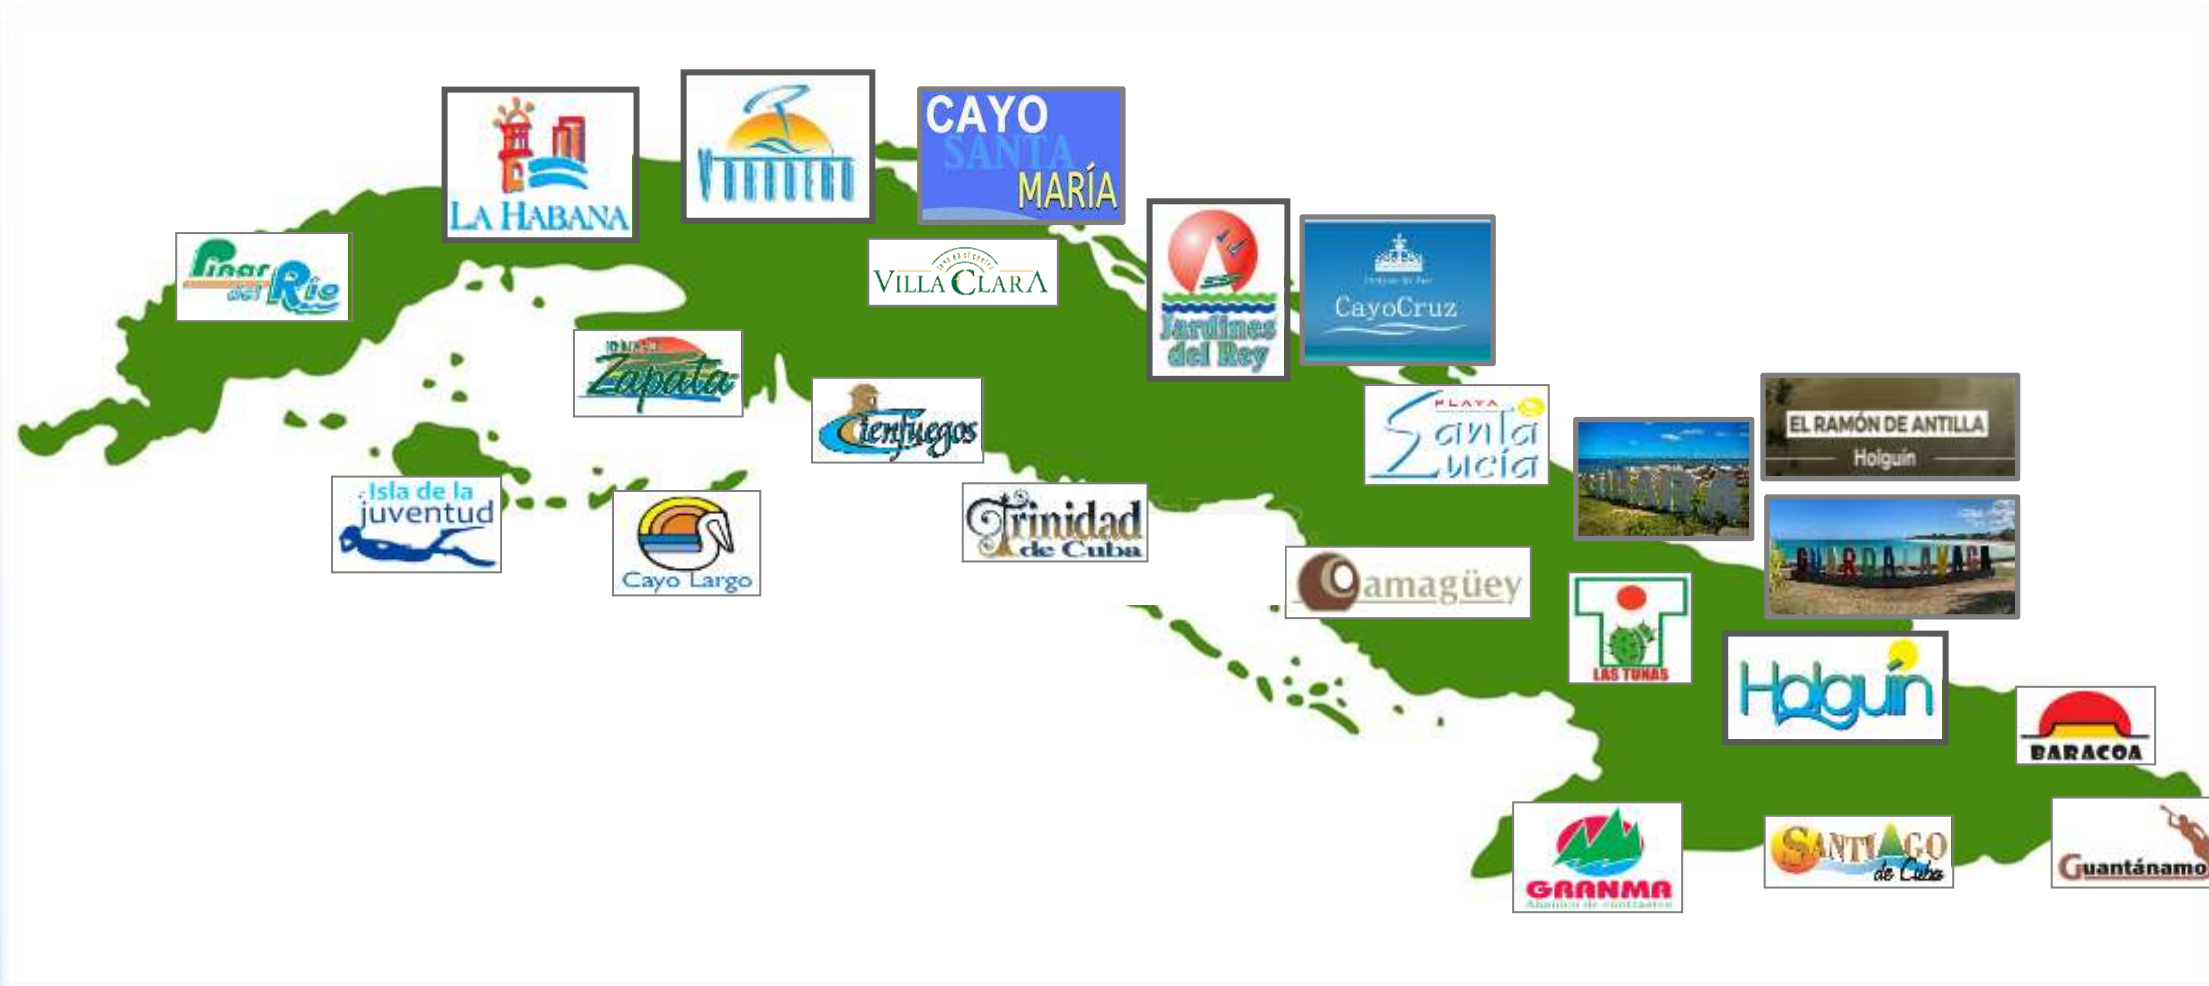 LA HABANA
VARADERO
CAYO
SANTA
MARÍA
Pinar
del Río
VILLA CLARA
Jardines
del Rey
CayoCruz
Zapata
Cienfuegos
PLAYA
Santa
Lucía
EL RAMÓN DE ANTILLA
Holguín
GUARDALAVACA
Isla de la
juventud
Cayo Largo
Trinidad
de Cuba
Camagüey
LAS TUNAS
Holguín
BARACOA
GRANMA
SANTIAGO
de Cuba
Guantánamo